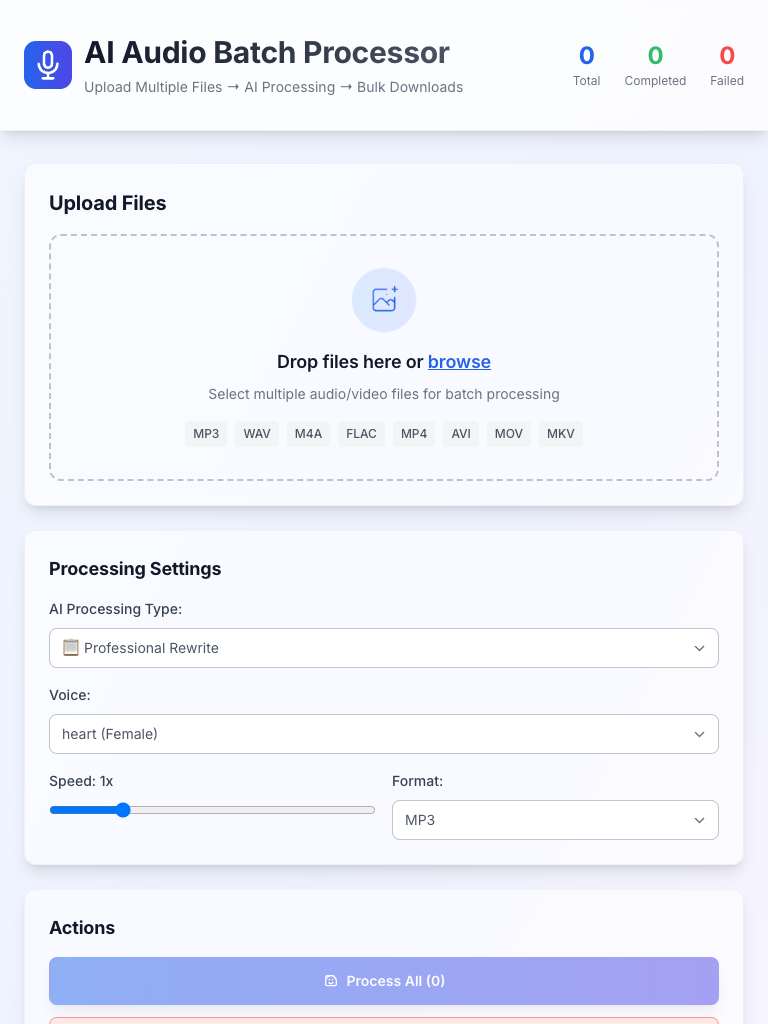 AI Audio Batch Processor
Upload Multiple Files → AI Processing → Bulk Downloads
0
Total
0
Completed
0
Failed
Upload Files
Drop files here or browse
Select multiple audio/video files for batch processing
MP3 WAV M4A FLAC MP4 AVI MOV MKV
Processing Settings
AI Processing Type:
📋 Professional Rewrite
Voice:
heart (Female)
Speed: 1x
Format:
MP3
Actions
Process All (0)